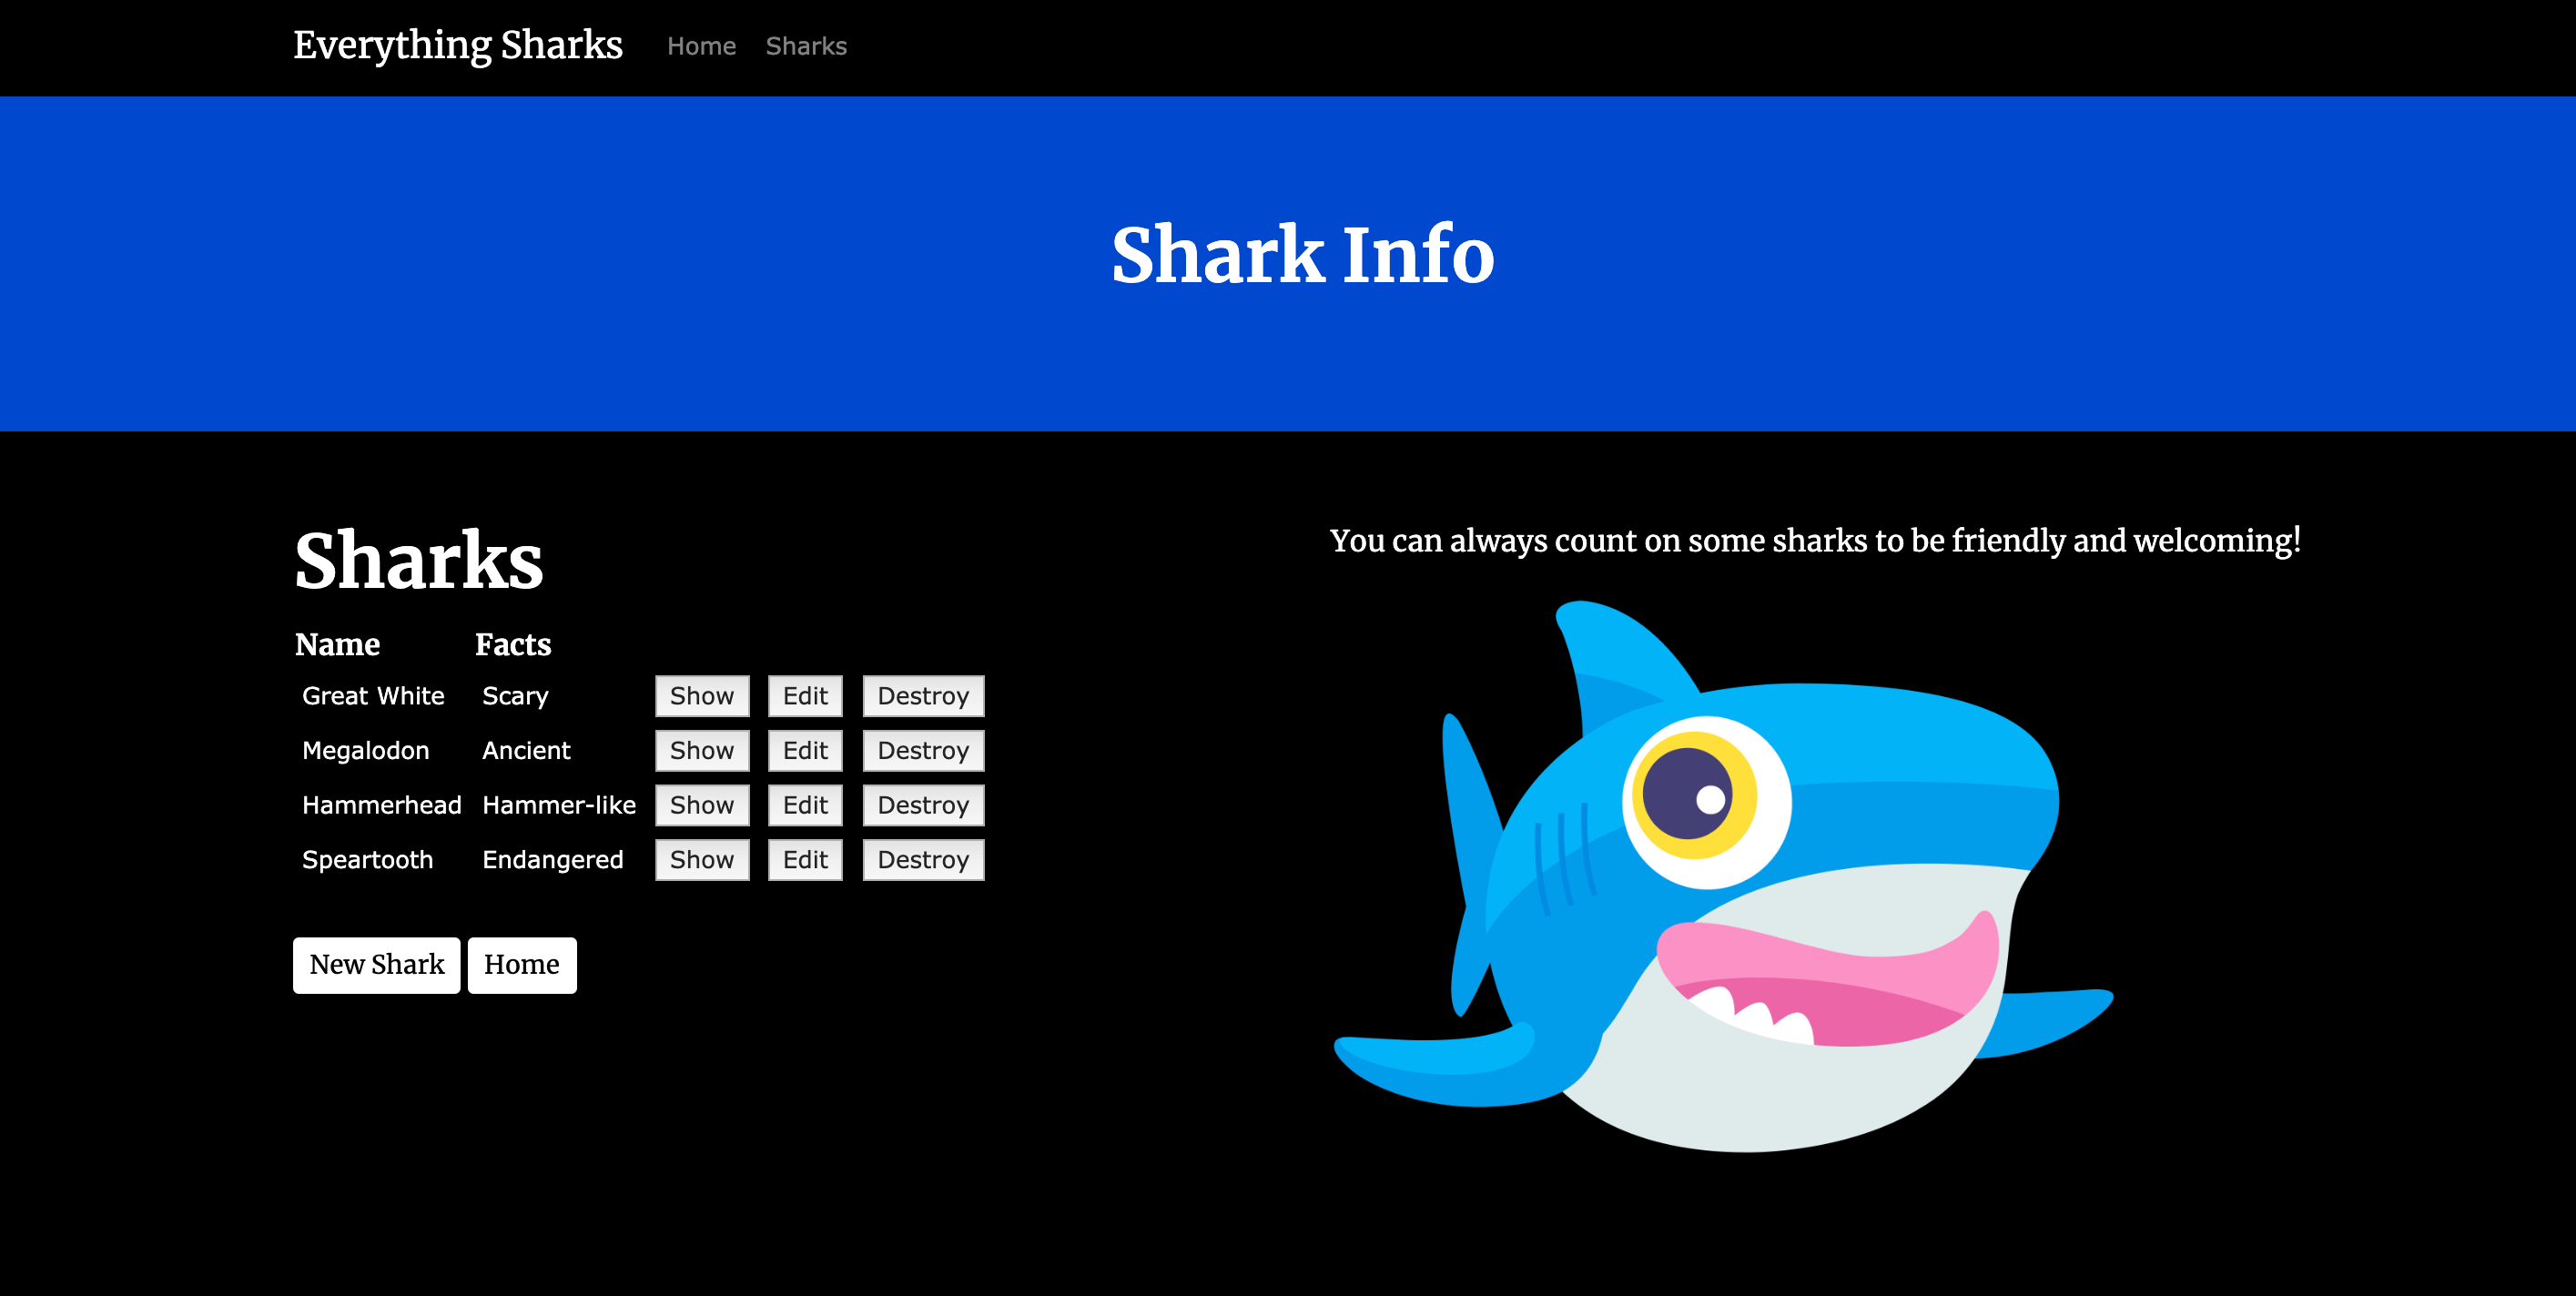 Everything Sharks Home Sharks
Shark Info
Sharks
Name Facts
Great White Scary Show Edit Destroy
Megalodon Ancient Show Edit Destroy
Hammerhead Hammer-like Show Edit Destroy
Speartooth Endangered Show Edit Destroy
New Shark Home
You can always count on some sharks to be friendly and welcoming!